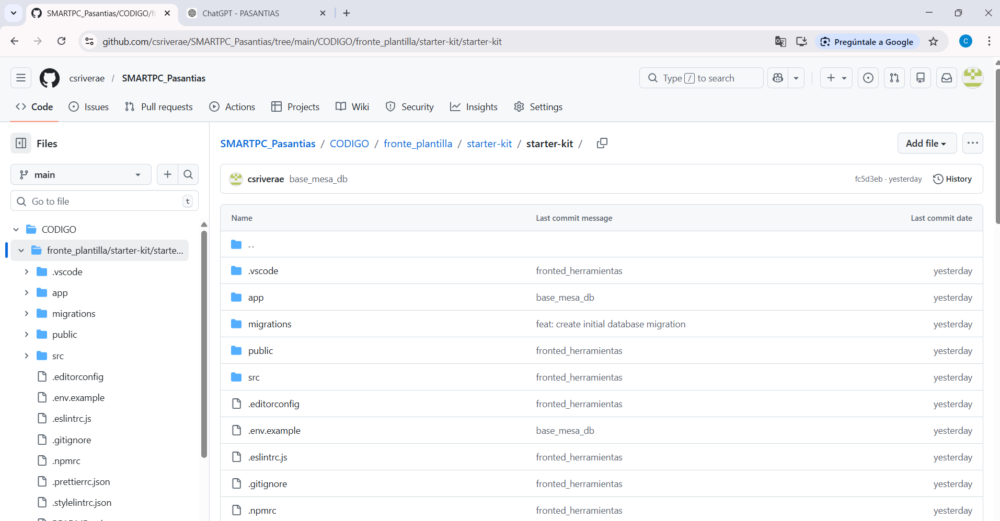 SMARTPC_Pasantias/CODIGO/fr
ChatGPT - PASANTIAS
github.com/csriverae/SMARTPC_Pasantias/tree/main/CODIGO/fronte_plantilla/starter-kit/starter-kit
Pregúntale a Google
C
csriverae / SMARTPC_Pasantias
Type / to search
Code
Issues
Pull requests
Actions
Projects
Wiki
Security
Insights
Settings
Files
main
Go to file
t
CODIGO
fronte_plantilla/starter-kit/starte...
.vscode
app
migrations
public
src
.editorconfig
.env.example
.eslintrc.js
.gitignore
.npmrc
.prettierrc.json
.stylelintrc.json
SMARTPC_Pasantias / CODIGO / fronte_plantilla / starter-kit / starter-kit /
Add file
csriverae base_mesa_db
fc5d3eb · yesterday
History
Name Last commit message Last commit date
..
.vscode fronted_herramientas yesterday
app base_mesa_db yesterday
migrations feat: create initial database migration yesterday
public fronted_herramientas yesterday
src fronted_herramientas yesterday
.editorconfig fronted_herramientas yesterday
.env.example base_mesa_db yesterday
.eslintrc.js fronted_herramientas yesterday
.gitignore fronted_herramientas yesterday
.npmrc fronted_herramientas yesterday